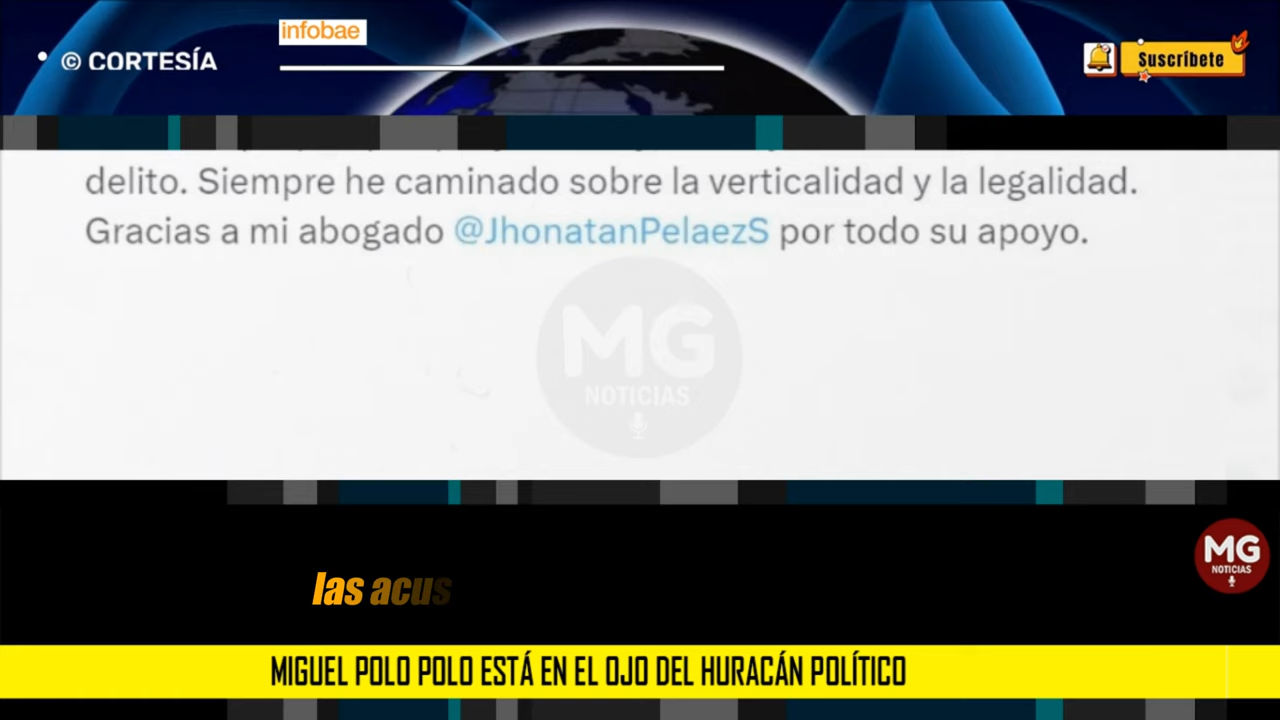 infobae
© CORTESÍA
Suscríbete
delito. Siempre he caminado sobre la verticalidad y la legalidad.
Gracias a mi abogado @JhonatanPelaezS por todo su apoyo.
MG
NOTICIAS
las acus
MG
NOTICIAS
MIGUEL POLO POLO ESTÁ EN EL OJO DEL HURACÁN POLÍTICO